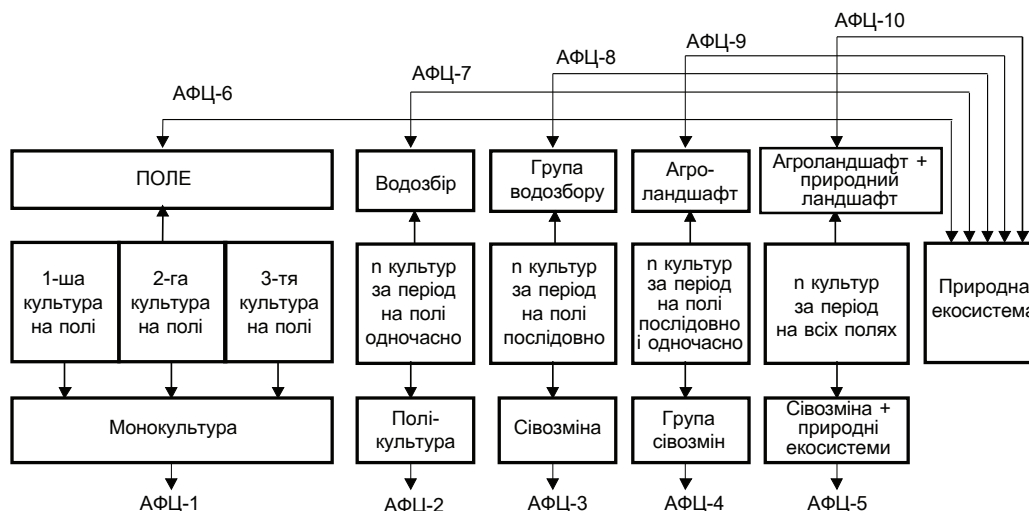 АФЦ-10
АФЦ-9
АФЦ-8
АФЦ-7
АФЦ-6
ПОЛЕ
Водозбір
Група
водозбору
Агро-
ландшафт
Агроландшафт +
природний
ландшафт
1-ша
культура
на полі
2-га
культура
на полі
3-тя
культура
на полі
n культур
за період
на полі
одночасно
n культур
за період
на полі
послідовно
n культур
за період
на полі
послідовно
і одночасно
n культур
за період
на всіх полях
Природна
екосистема
Монокультура
Полі-
культура
Сівозміна
Група
сівозмін
Сівозміна +
природні
екосистеми
АФЦ-1
АФЦ-2
АФЦ-3
АФЦ-4
АФЦ-5